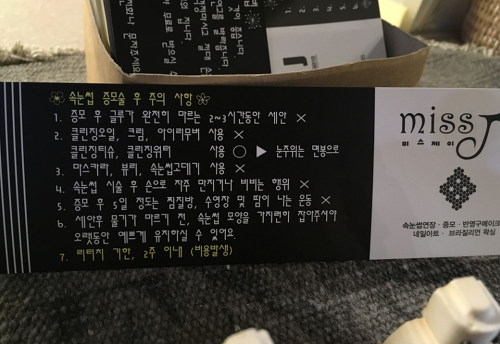 속눈썹 증모술 후 주의 사항
1. 증모 후 글루가 완전히 마르는 2~3시간동안 세안 ✕
2. 클린징오일, 크림, 아이리무버 사용 ✕
클린징티슈, 클린징워터 사용 ○ ▶ 눈주위는 면봉으로
3. 마스카라, 뷰러, 속눈썹고데기 사용 ✕
4. 속눈썹 시술 후 손으로 자주 만지거나 비비는 행위 ✕
5. 증모 후 5일 정도는 찜질방, 수영장 및 땀이 나는 운동 ✕
6. 세안후 물기가 마르기 전, 속눈썹 모양을 가지런히 잡아주셔야
오랫동안 예쁘게 유지하실 수 있어요
7. 리터치 기한, 2주 이내 (비용발생)
miss J
미스제이
속눈썹연장 · 증모 · 반영구메이크
네일아트 · 브라질리언 왁싱